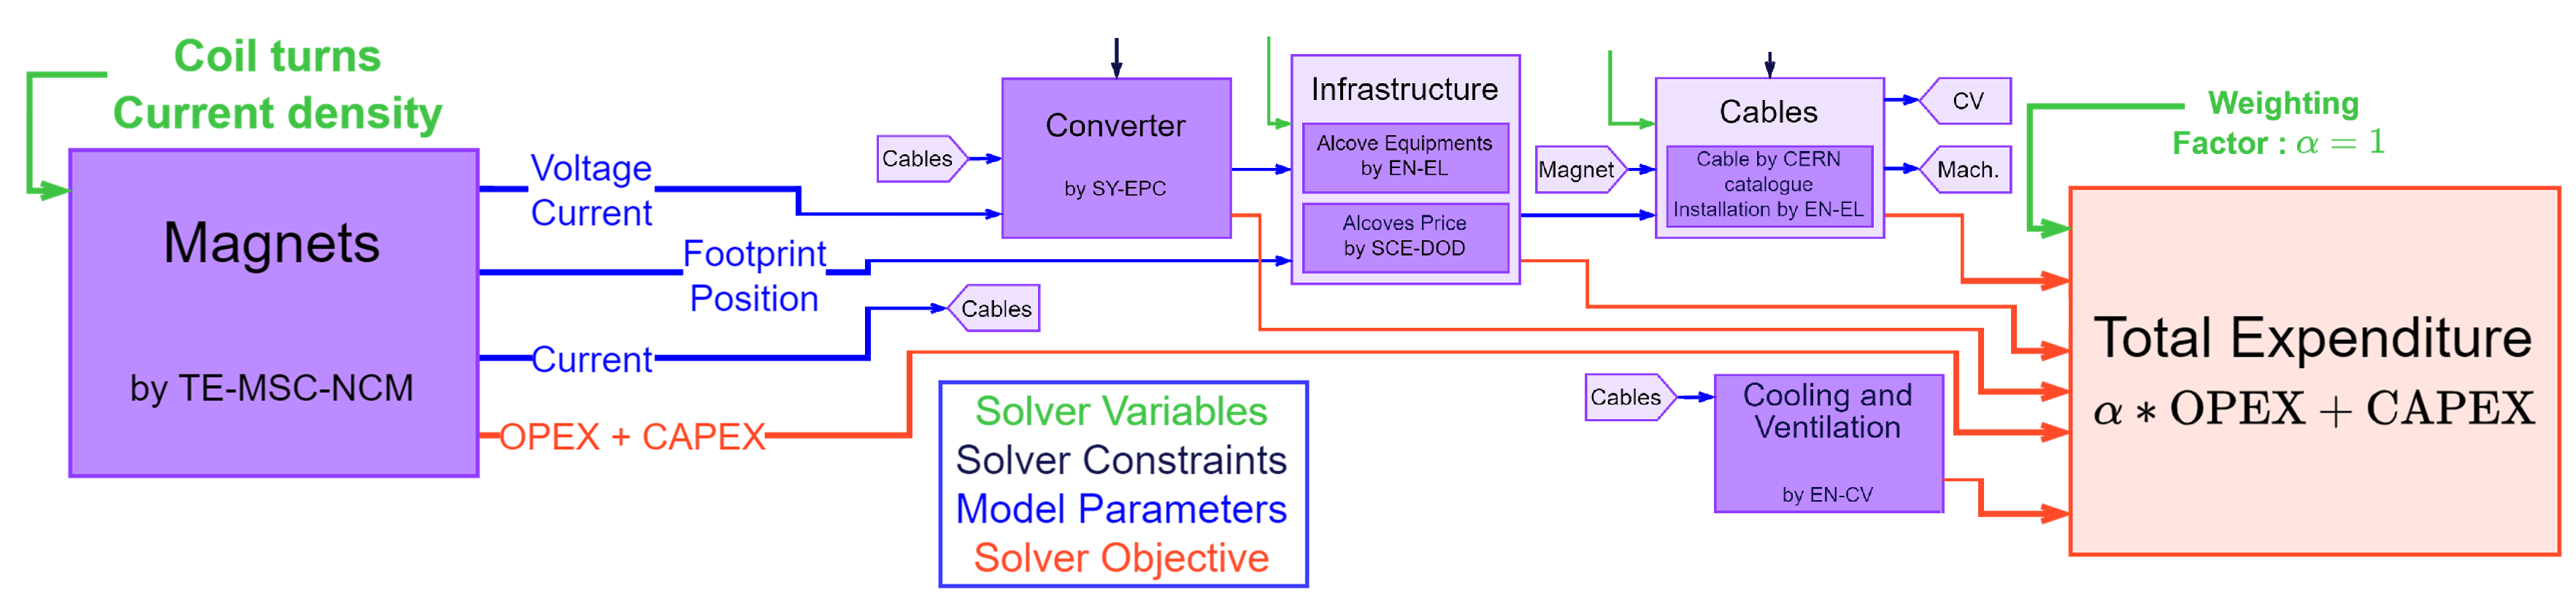 Coil turns
Current density
Magnets
by TE-MSC-NCM
Voltage
Current
Footprint
Position
Current
OPEX + CAPEX
Cables
Cables
Converter
by SY-EPC
Infrastructure
Alcove Equipments
by EN-EL
Alcoves Price
by SCE-DOD
Magnet
Cables
Cable by CERN
catalogue
Installation by EN-EL
CV
Mach.
Solver Variables
Solver Constraints
Model Parameters
Solver Objective
Cables
Cooling and
Ventilation
by EN-CV
Weighting
Factor : α = 1
Total Expenditure
α ∗ OPEX + CAPEX